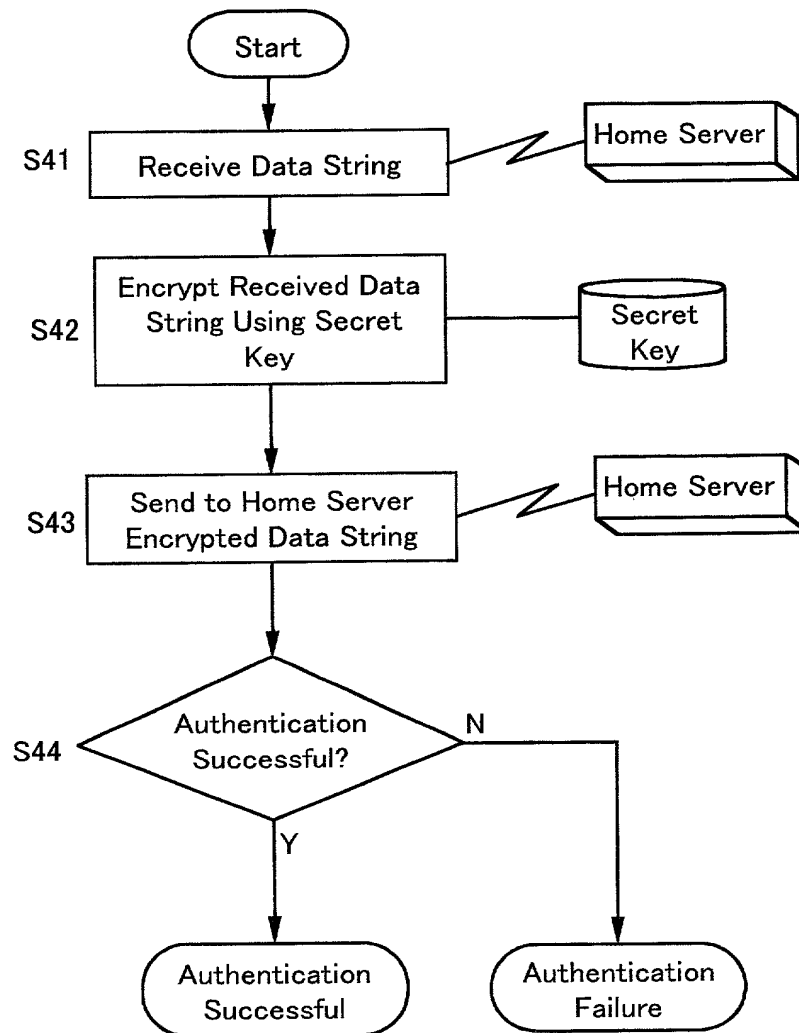 Start
S41
Receive Data String
Home Server
S42
Encrypt Received Data
String Using Secret
Key
Secret
Key
S43
Send to Home Server
Encrypted Data String
Home Server
S44
Authentication
Successful?
N
Y
Authentication
Successful
Authentication
Failure